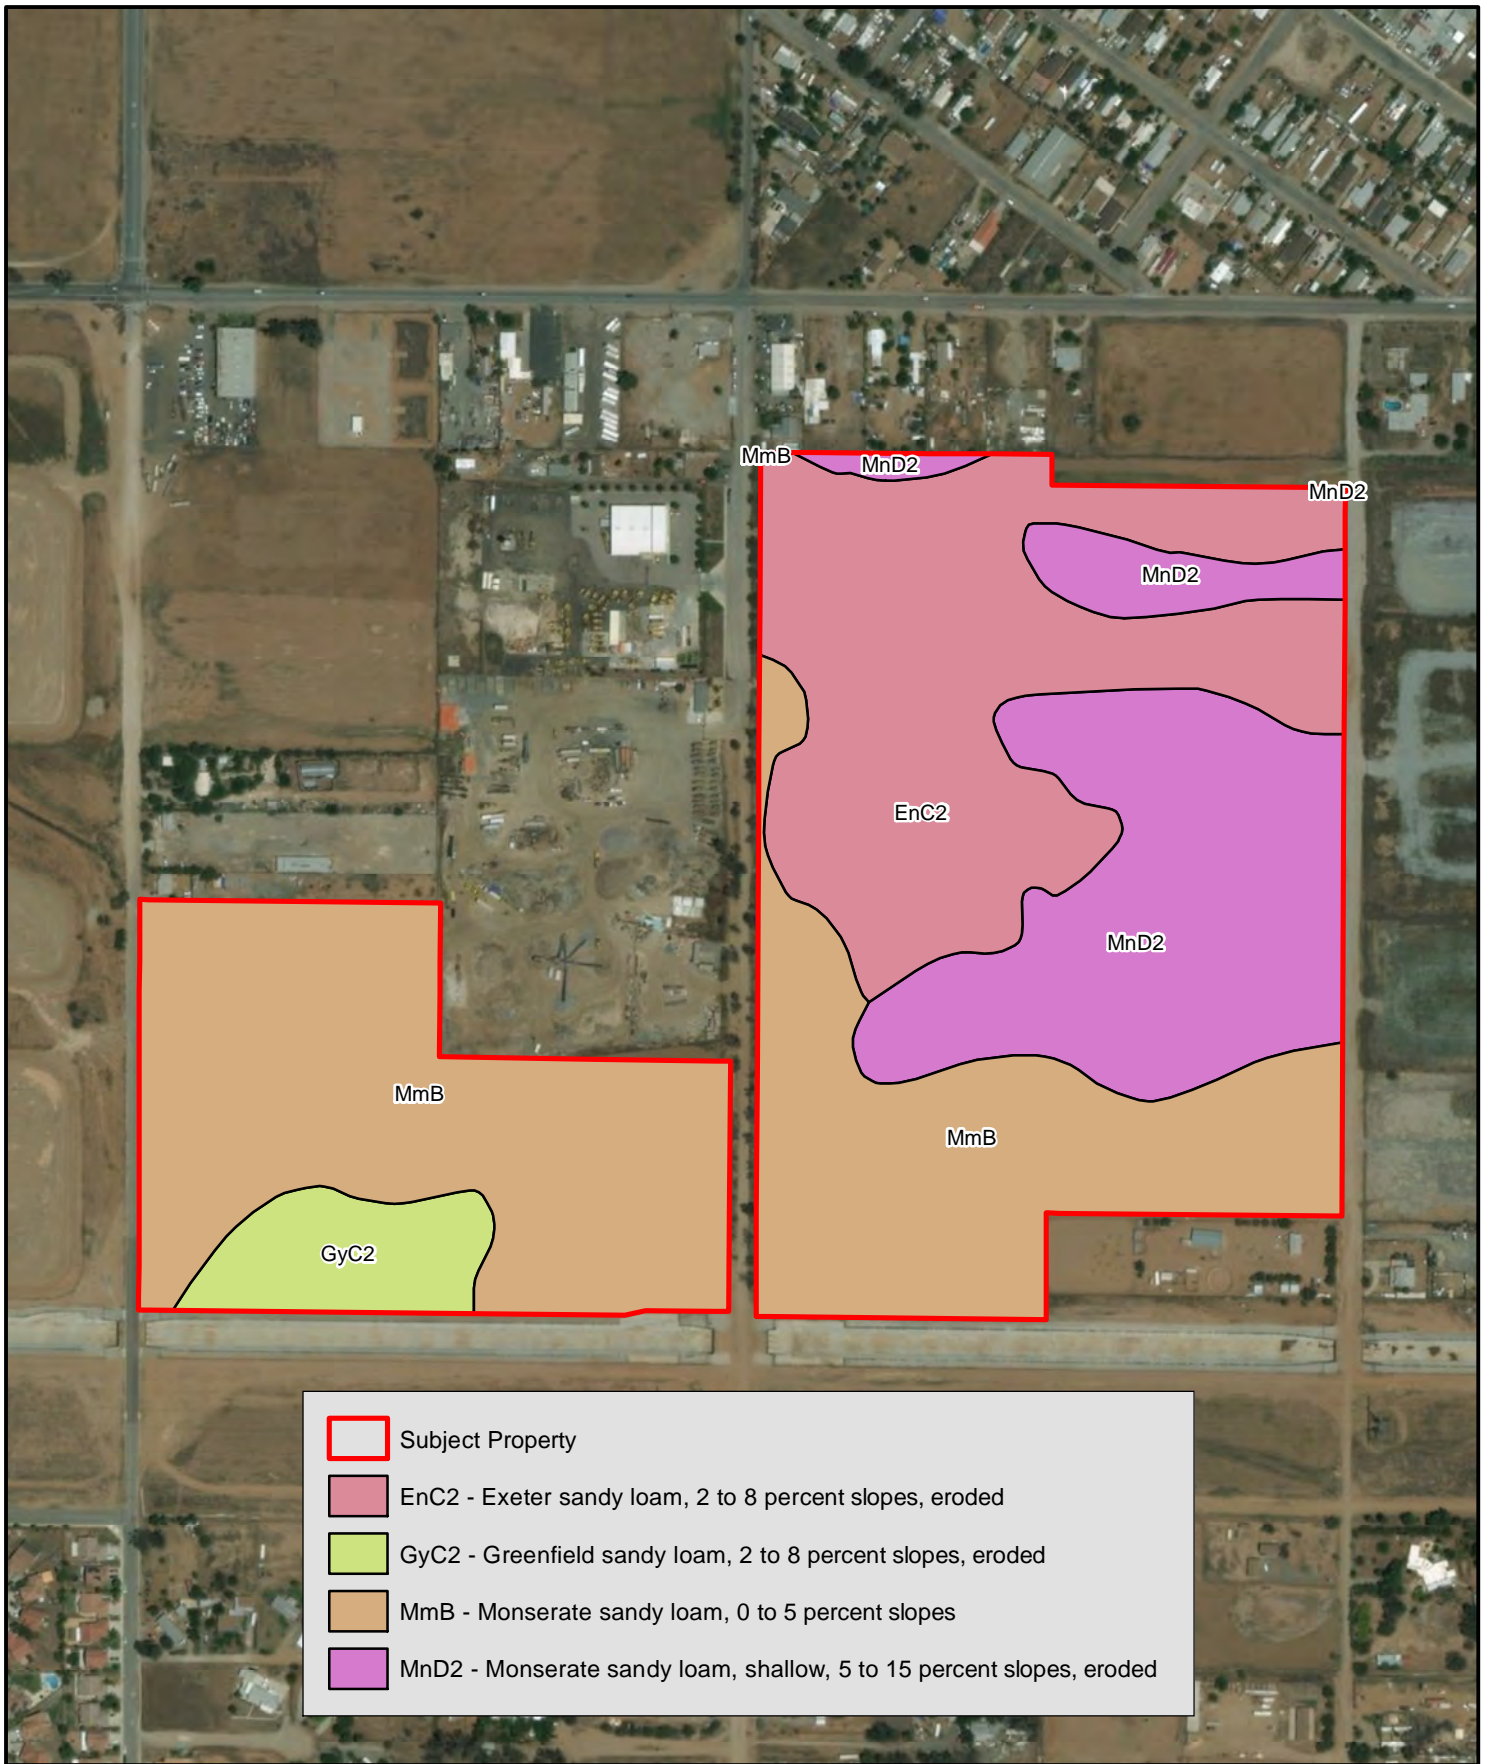 MmB
MnD2
MnD2
MnD2
EnC2
MnD2
MmB
MmB
GyC2
Subject Property
EnC2 - Exeter sandy loam, 2 to 8 percent slopes, eroded
GyC2 - Greenfield sandy loam, 2 to 8 percent slopes, eroded
MmB - Monserate sandy loam, 0 to 5 percent slopes
MnD2 - Monserate sandy loam, shallow, 5 to 15 percent slopes, eroded